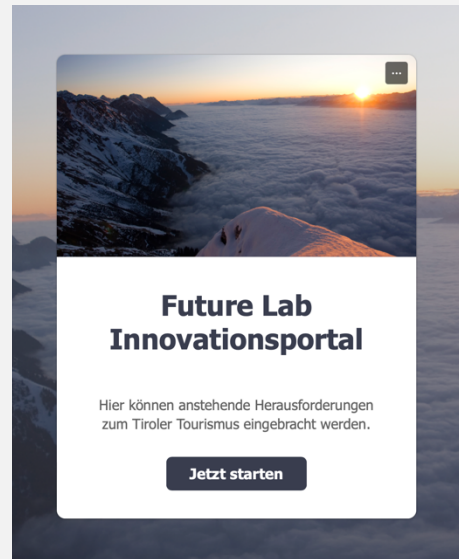 Future Lab
Innovationsportal
Hier können anstehende Herausforderungen
zum Tiroler Tourismus eingebracht werden.
Jetzt starten